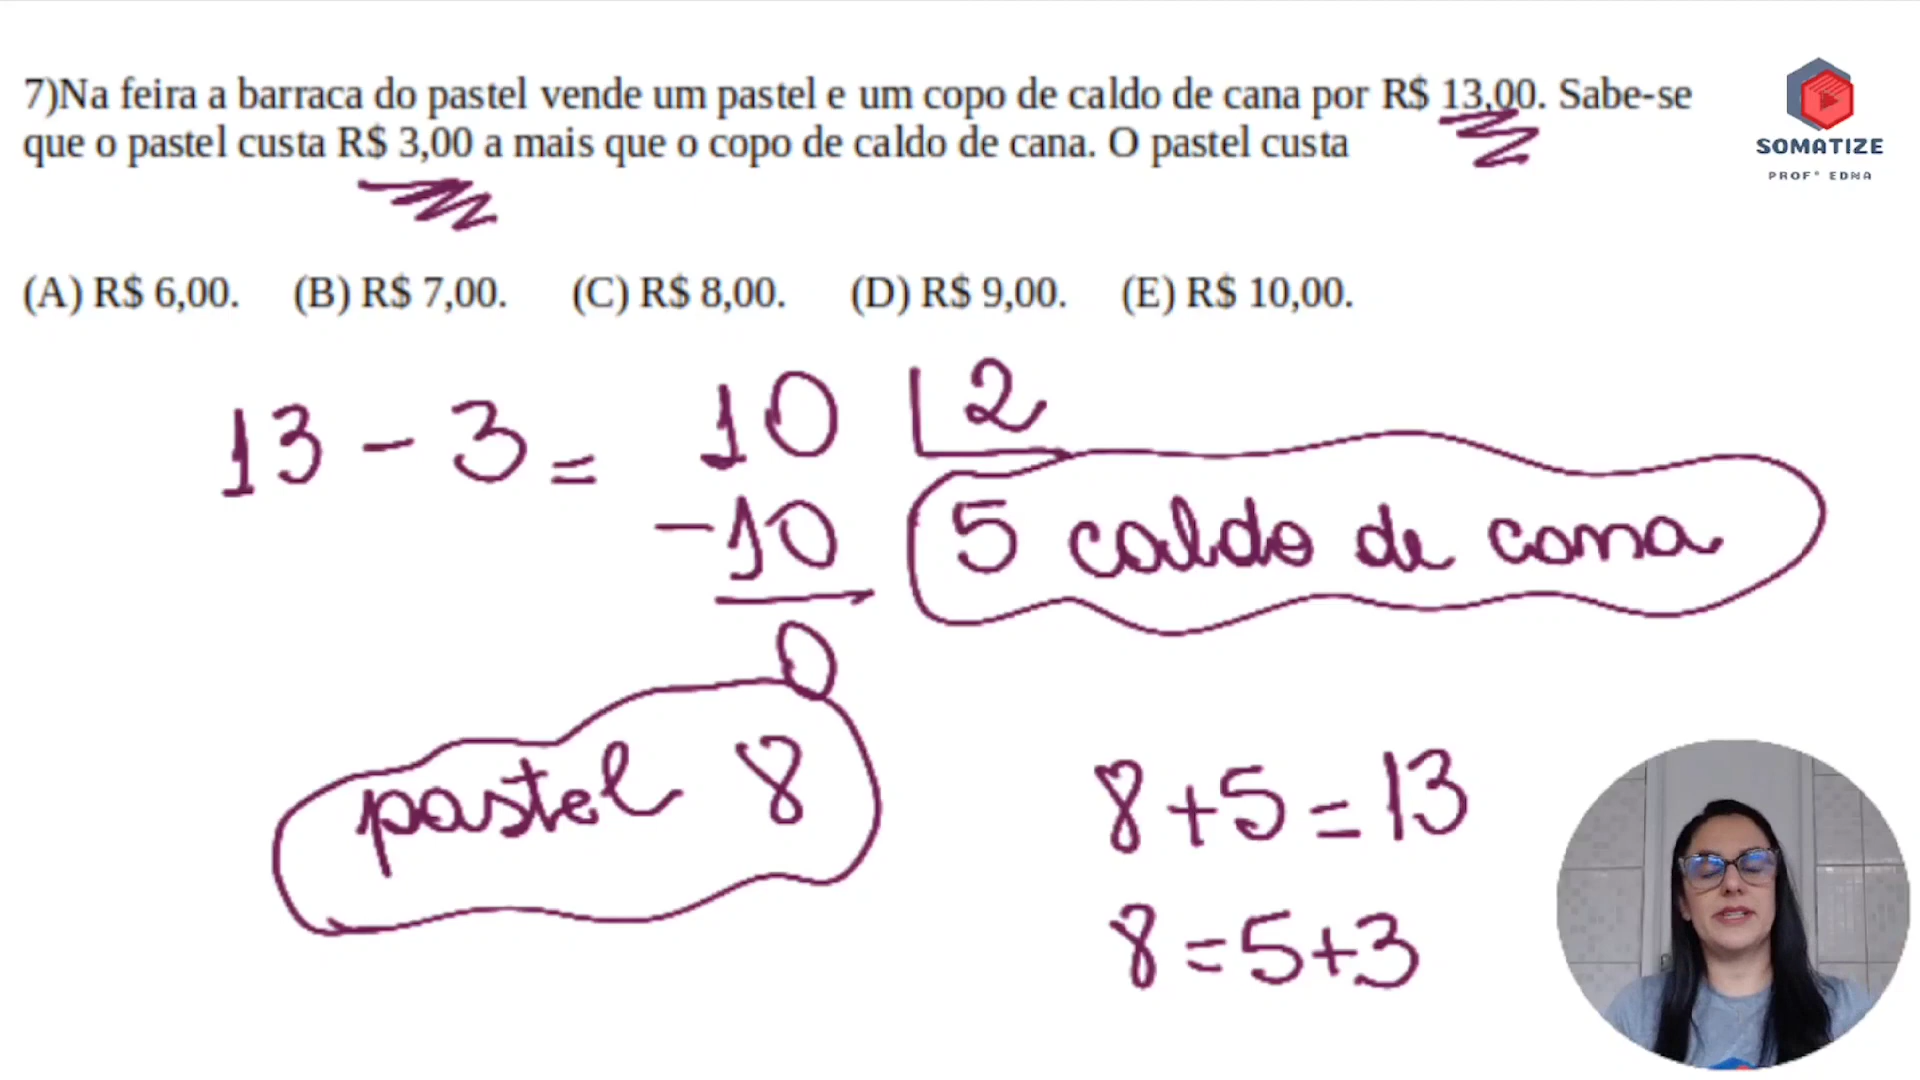 7)Na feira a barraca do pastel vende um pastel e um copo de caldo de cana por R$ 13,00. Sabe-se
que o pastel custa R$ 3,00 a mais que o copo de caldo de cana. O pastel custa
SOMATIZE
PROFª EDNA
(A) R$ 6,00. (B) R$ 7,00. (C) R$ 8,00. (D) R$ 9,00. (E) R$ 10,00.
13 - 3 = 10 2
-10 5 caldo de cana
0
pastel 8
8+5=13
8=5+3